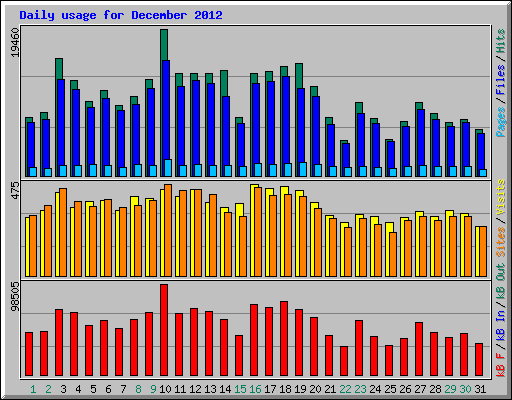 Daily usage for December 2012
19460
Pages / Files / Hits
475
Sites / Visits
98505
kB F / kB In / kB Out
1 2 3 4 5 6 7 8 9 10 11 12 13 14 15 16 17 18 19 20 21 22 23 24 25 26 27 28 29 30 31